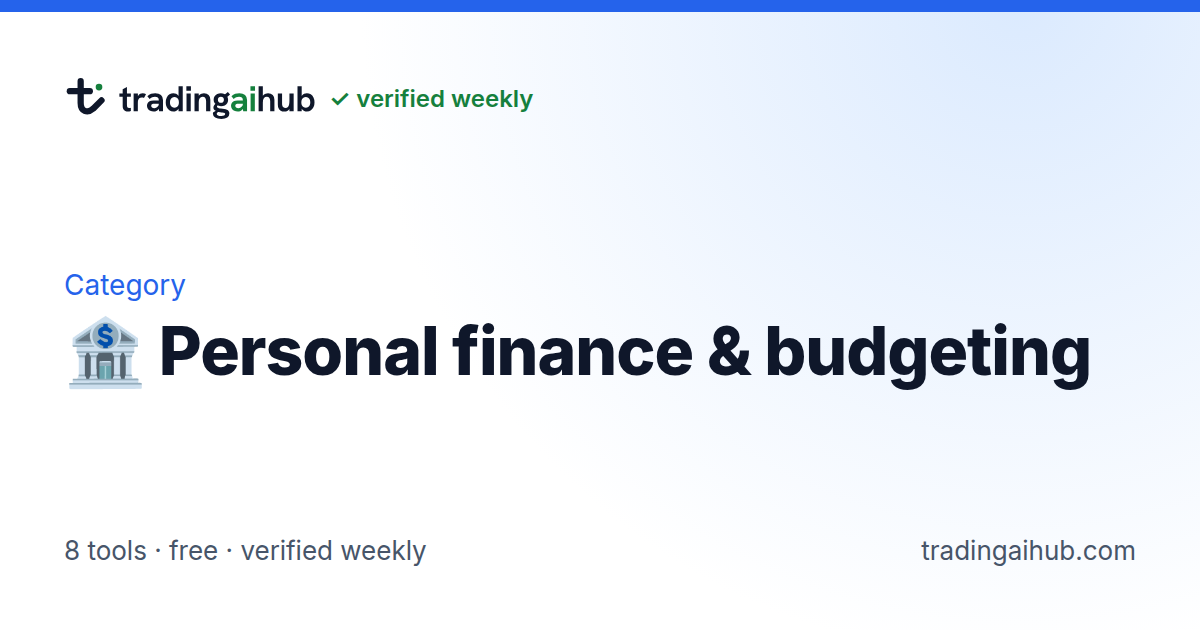 tradingaihub ✓ verified weekly
Category
🏦 Personal finance & budgeting
8 tools · free · verified weekly
tradingaihub.com